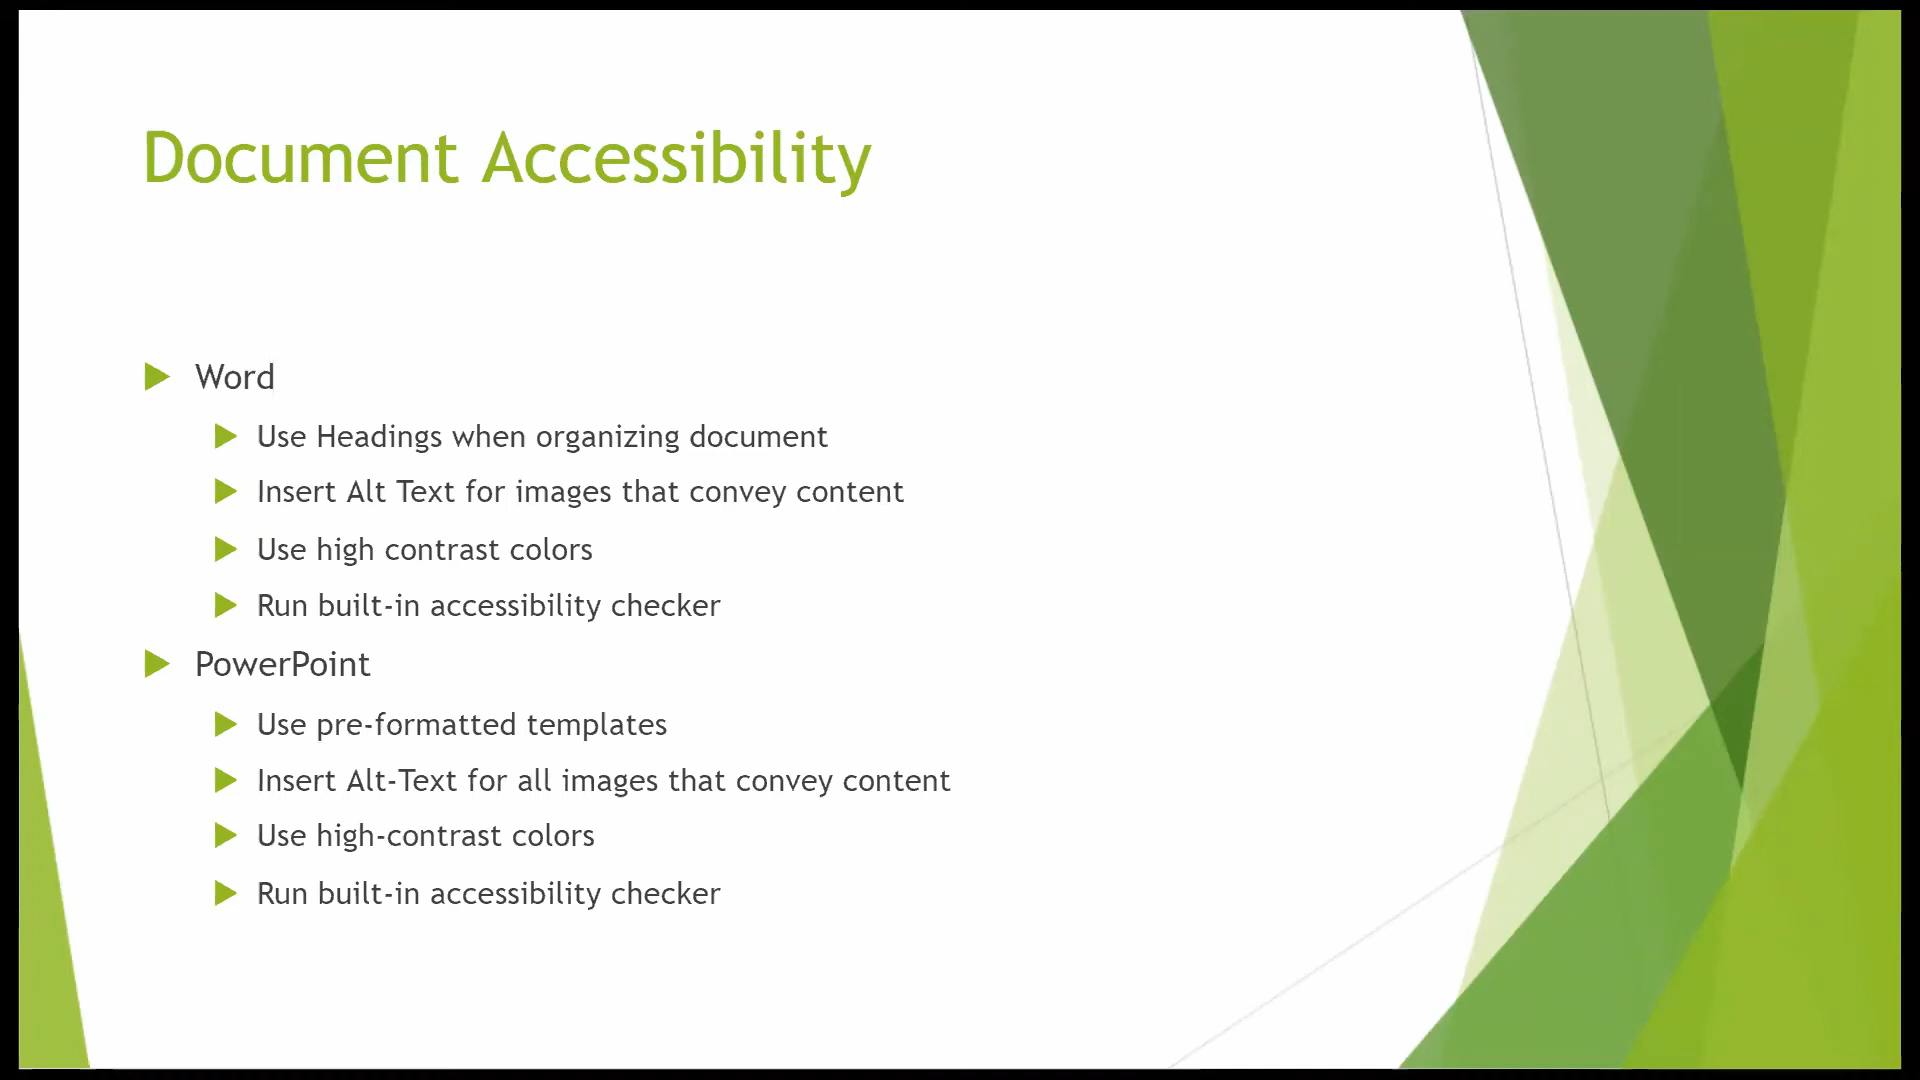 Document Accessibility
Word
Use Headings when organizing document
Insert Alt Text for images that convey content
Use high contrast colors
Run built-in accessibility checker
PowerPoint
Use pre-formatted templates
Insert Alt-Text for all images that convey content
Use high-contrast colors
Run built-in accessibility checker